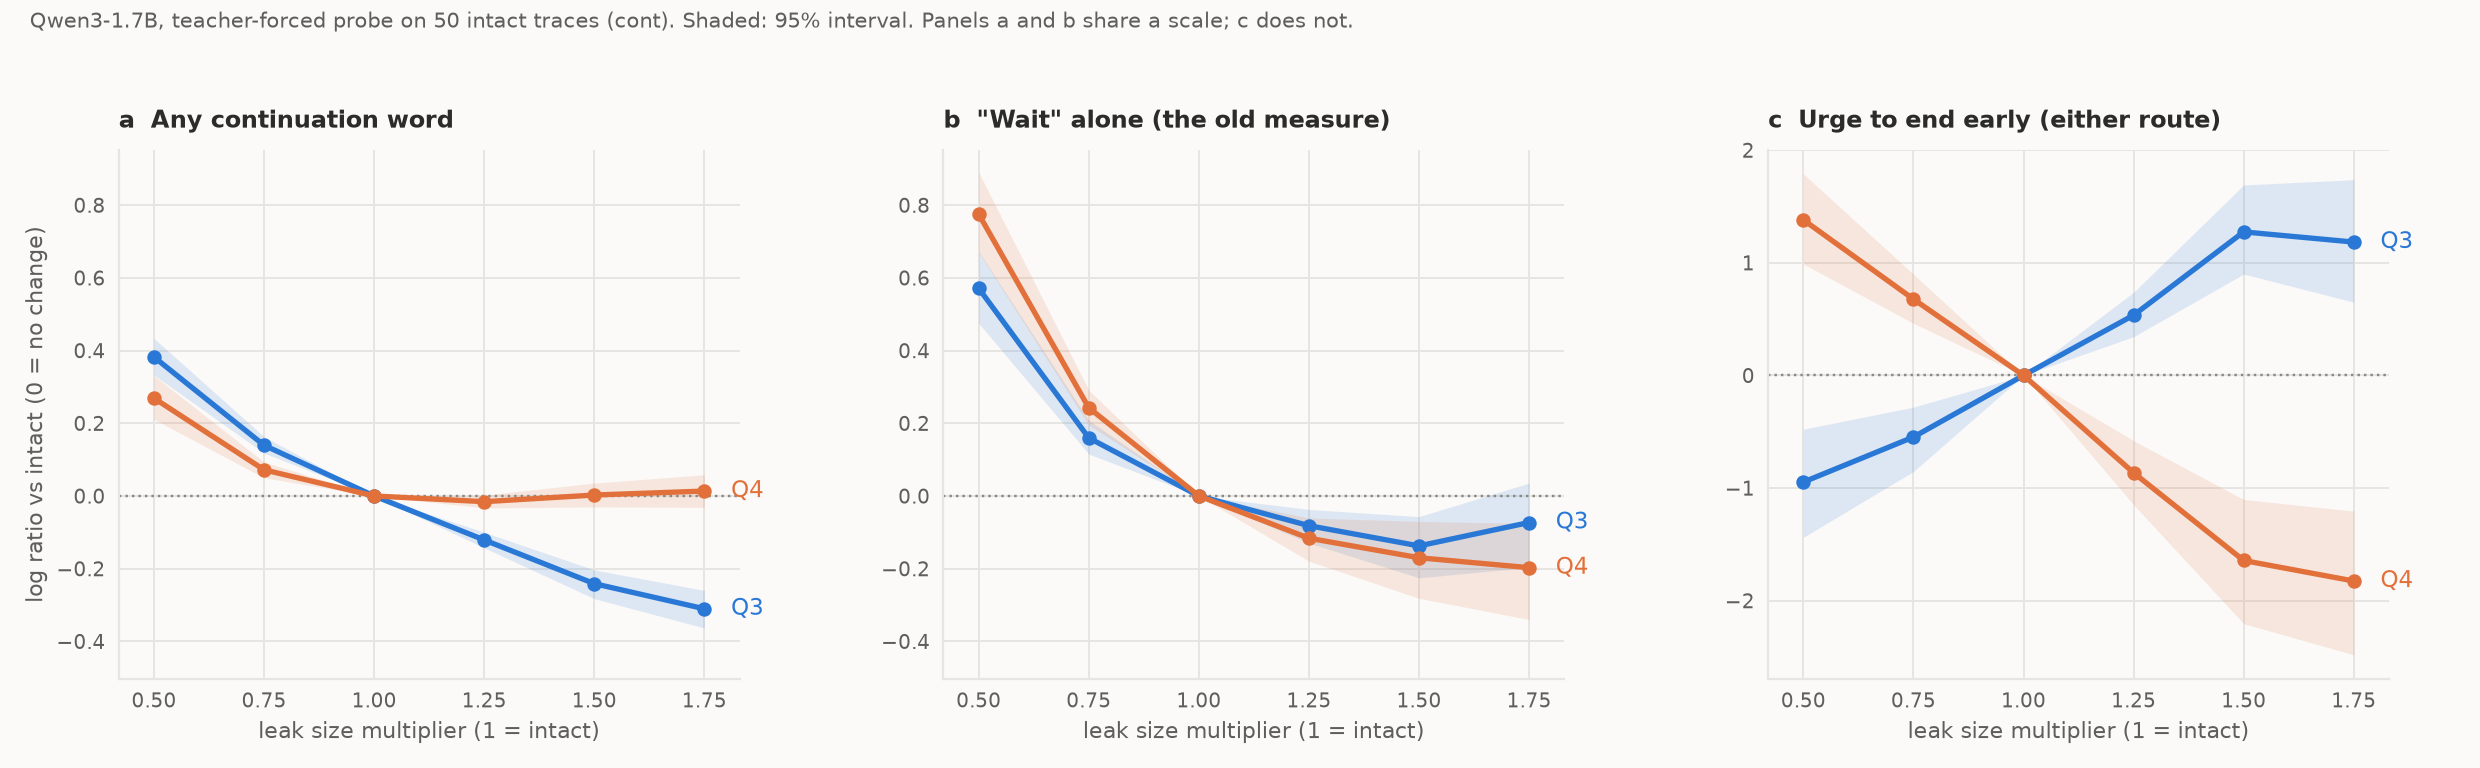 Qwen3-1.7B, teacher-forced probe on 50 intact traces (cont). Shaded: 95% interval. Panels a and b share a scale; c does not.
a Any continuation word
log ratio vs intact (0 = no change)
0.8
0.6
0.4
0.2
0.0
−0.2
−0.4
Q4
Q3
0.50 0.75 1.00 1.25 1.50 1.75
leak size multiplier (1 = intact)
b "Wait" alone (the old measure)
0.8
0.6
0.4
0.2
0.0
−0.2
−0.4
Q3
Q4
0.50 0.75 1.00 1.25 1.50 1.75
leak size multiplier (1 = intact)
c Urge to end early (either route)
2
1
0
−1
−2
Q3
Q4
0.50 0.75 1.00 1.25 1.50 1.75
leak size multiplier (1 = intact)